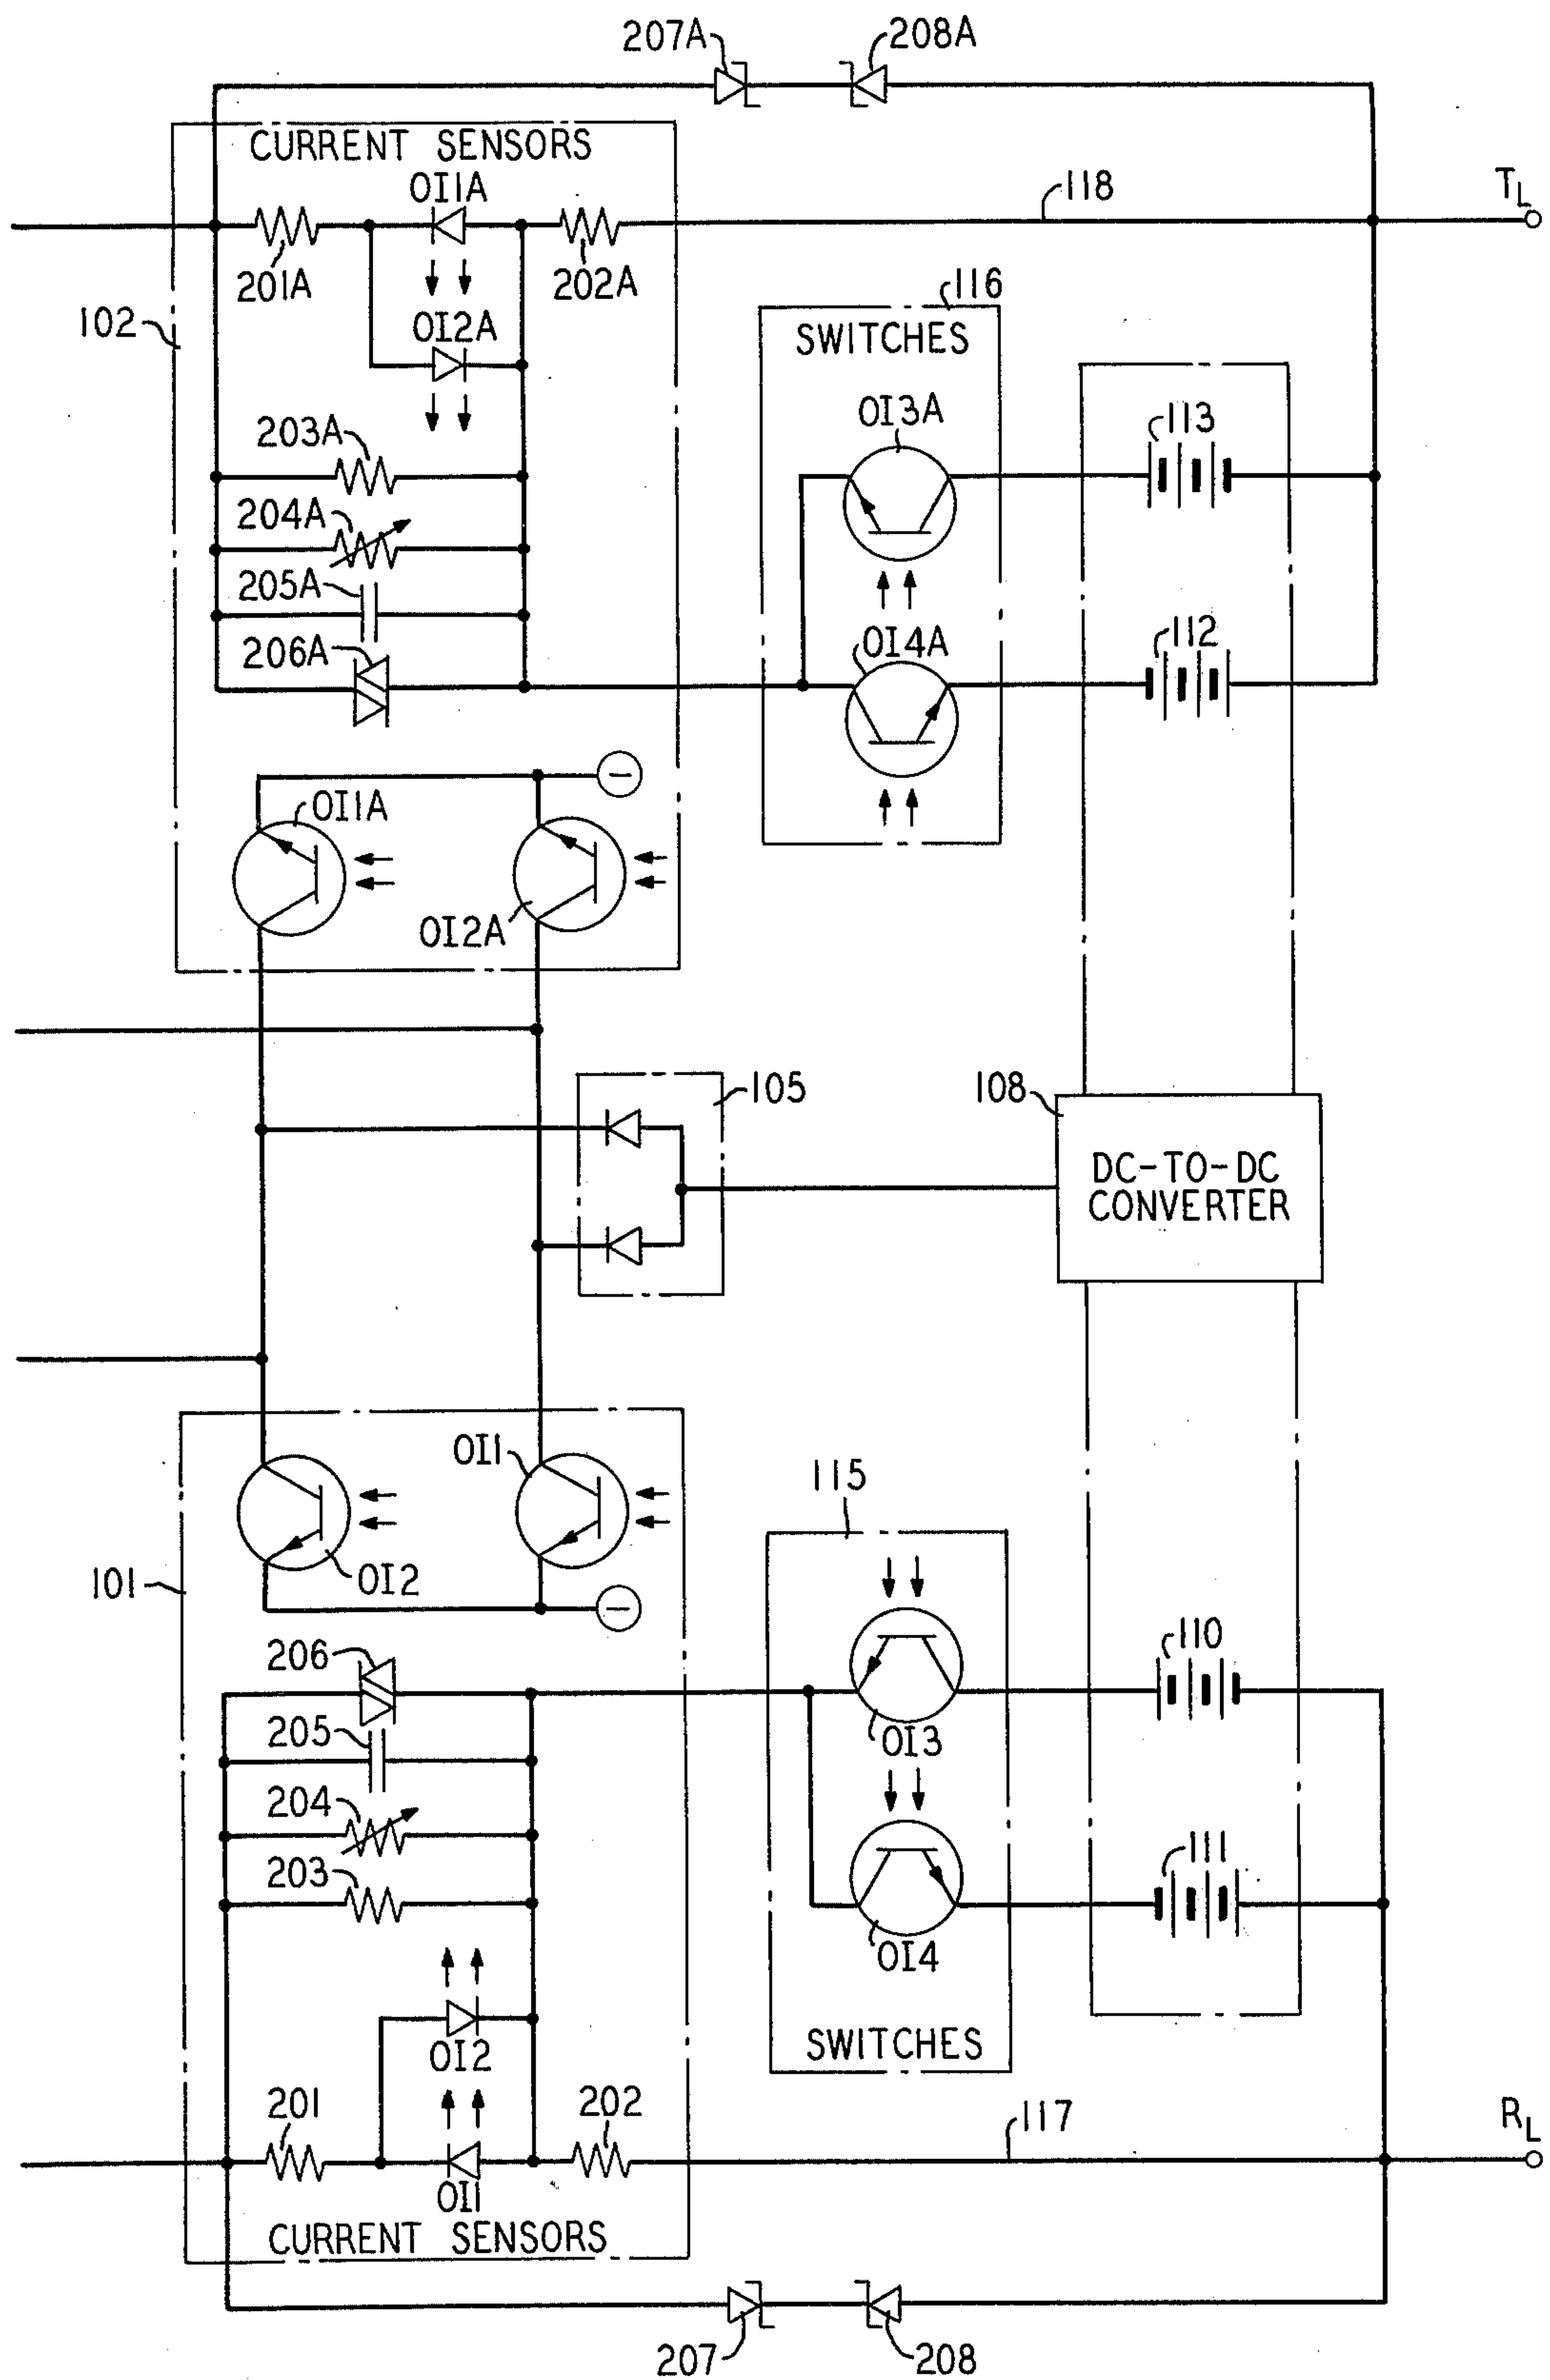 207A
208A
CURRENT SENSORS
OI1A
118
TL
201A
202A
116
OI2A
102
SWITCHES
OI3A
113
203A
204A
205A
112
OI4A
206A
OI1A
OI2A
105
108
DC-TO-DC
CONVERTER
OI1
115
101
OI2
206
110
205
OI3
204
111
203
OI4
OI2
SWITCHES
201
202
117
RL
OI1
CURRENT SENSORS
207
208